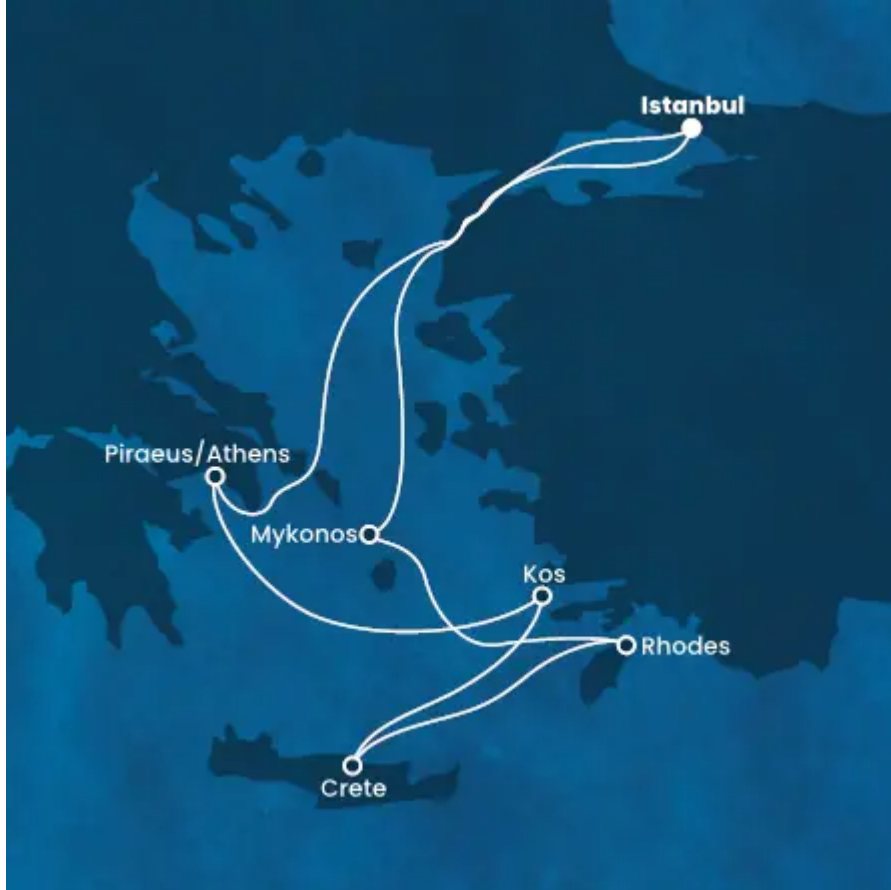 Istanbul
Piraeus/Athens
Mykonos
Kos
Rhodes
Crete